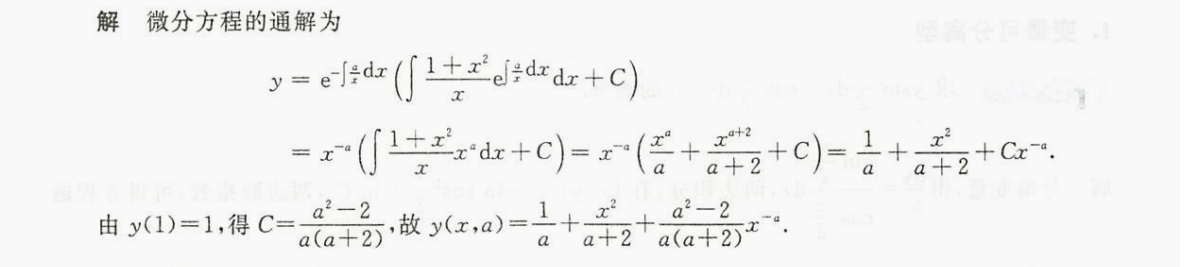 解 微分方程的通解为
y = e^{-∫\frac{a}{x}dx} (∫ \frac{1+x^2}{x} e^{∫\frac{a}{x}dx} dx + C)
= x^{-a} (∫ \frac{1+x^2}{x} x^a dx + C) = x^{-a} (\frac{x^a}{a} + \frac{x^{a+2}}{a+2} + C) = \frac{1}{a} + \frac{x^2}{a+2} + Cx^{-a}.
由 y(1)=1,得 C=\frac{a^2-2}{a(a+2)},故 y(x,a)=\frac{1}{a}+\frac{x^2}{a+2}+\frac{a^2-2}{a(a+2)}x^{-a}.